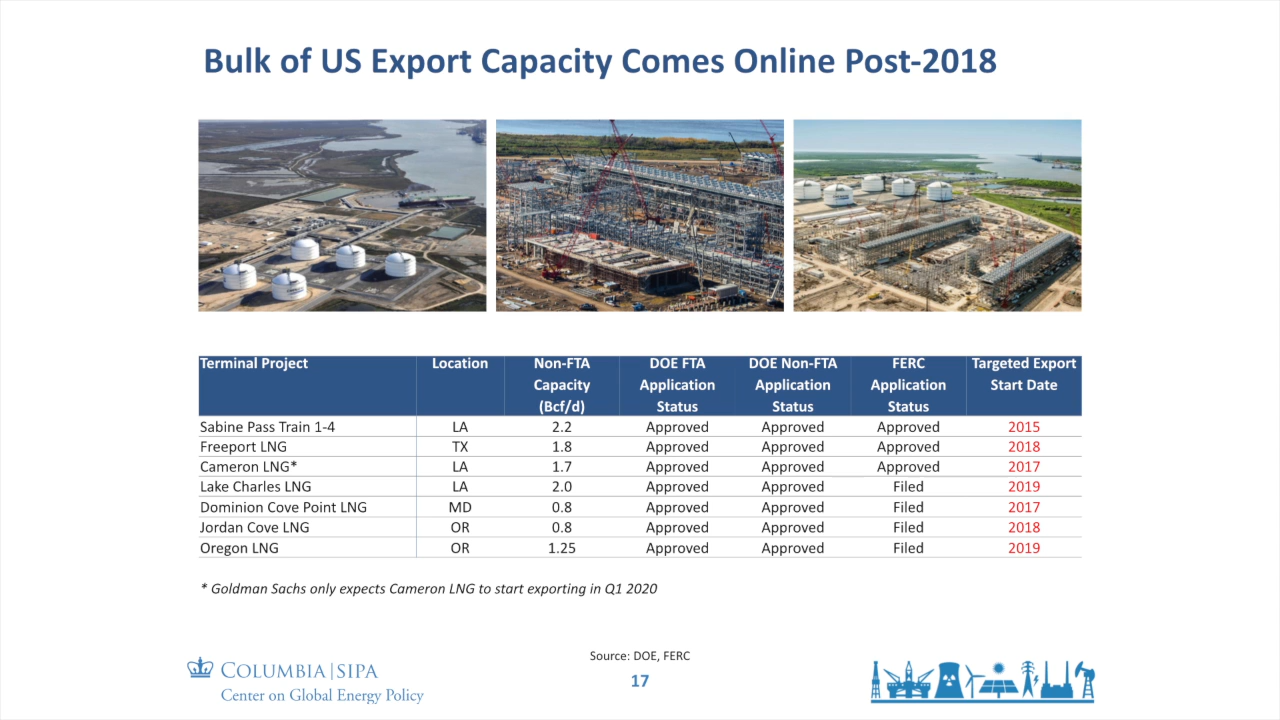 Bulk of US Export Capacity Comes Online Post-2018
Terminal Project Location Non-FTA Capacity (Bcf/d) DOE FTA Application Status DOE Non-FTA Application Status FERC Application Status Targeted Export Start Date
Sabine Pass Train 1-4 LA 2.2 Approved Approved Approved 2015
Freeport LNG TX 1.8 Approved Approved Approved 2018
Cameron LNG* LA 1.7 Approved Approved Approved 2017
Lake Charles LNG LA 2.0 Approved Approved Filed 2019
Dominion Cove Point LNG MD 0.8 Approved Approved Filed 2017
Jordan Cove LNG OR 0.8 Approved Approved Filed 2018
Oregon LNG OR 1.25 Approved Approved Filed 2019
* Goldman Sachs only expects Cameron LNG to start exporting in Q1 2020
Source: DOE, FERC
COLUMBIA | SIPA
Center on Global Energy Policy
17